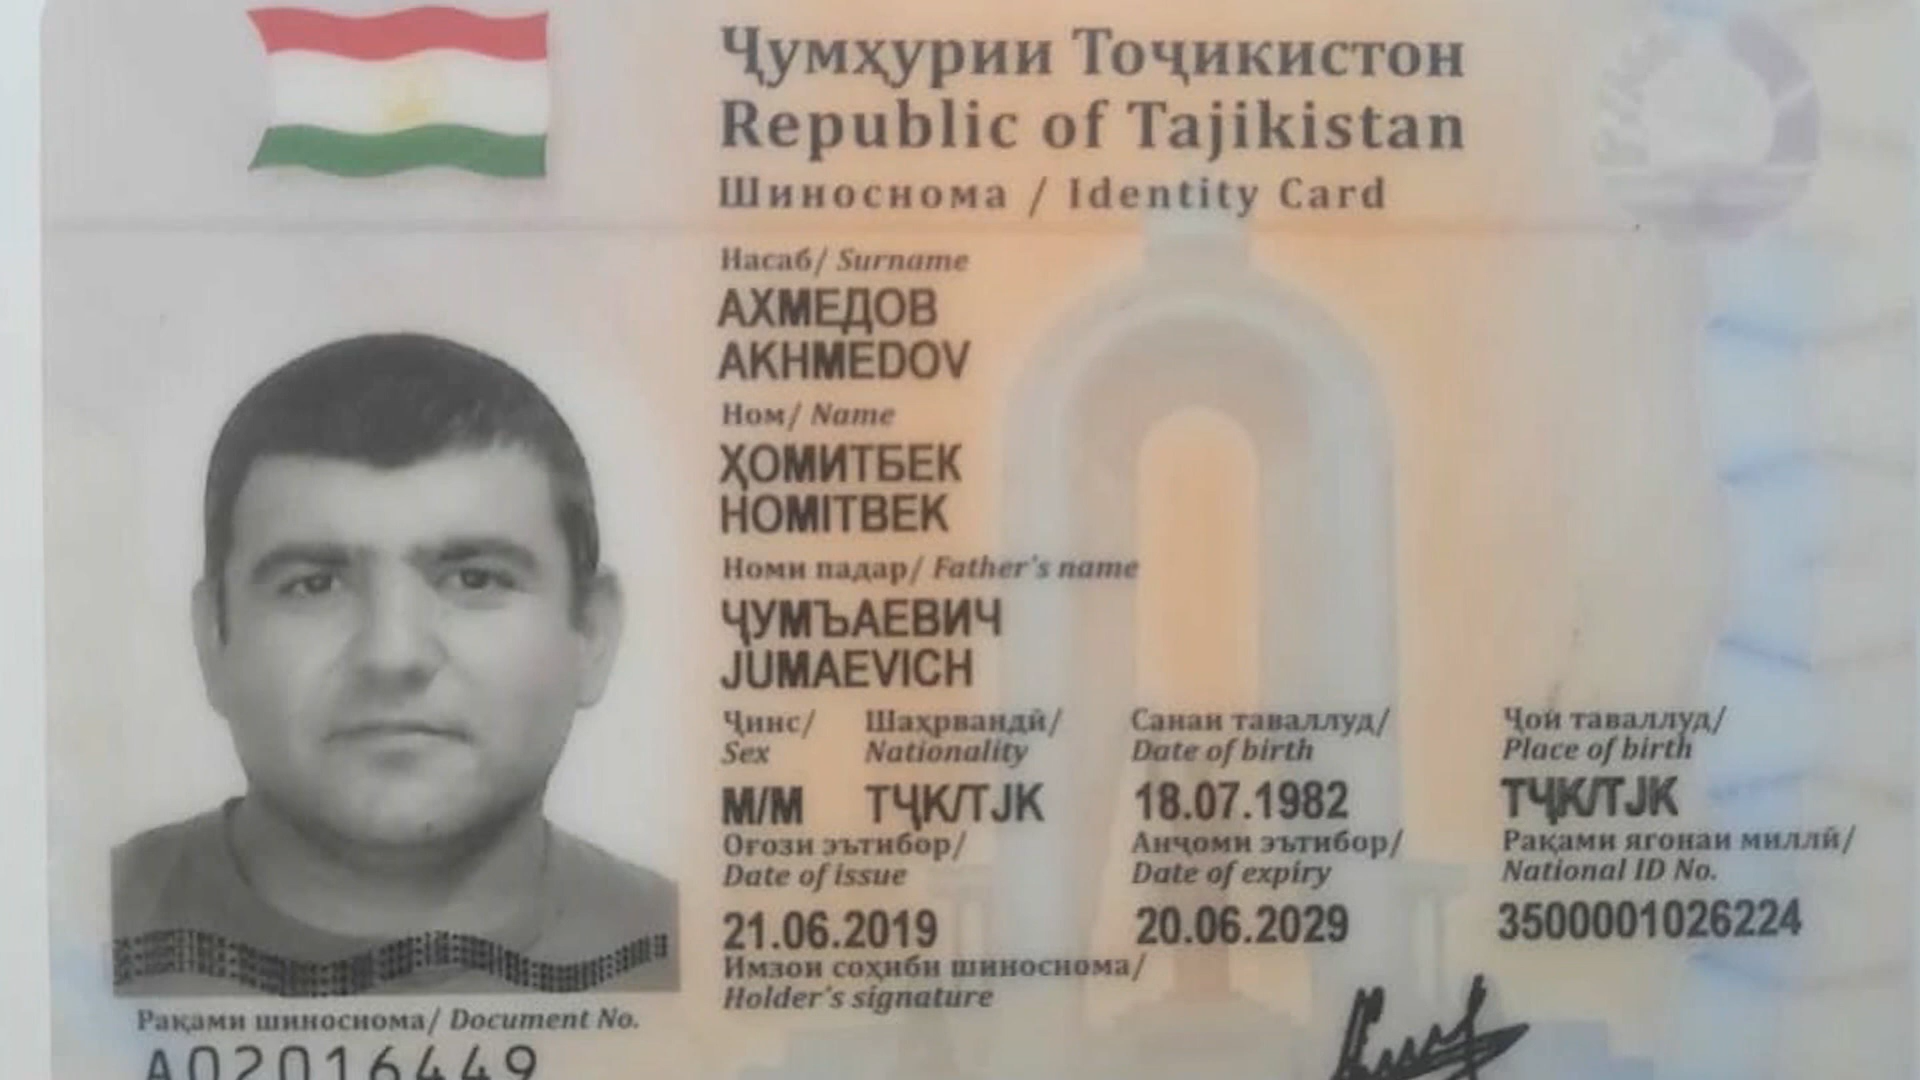 Ҷумҳурии Тоҷикистон
Republic of Tajikistan
Шиноснома / Identity Card
Насаб/ Surname
АХМЕДОВ
AKHMEDOV
Ном/ Name
ҲОМИТБЕК
HOMITBEK
Номи падар/ Father's name
ҶУМЪАЕВИЧ
JUMAEVICH
Ҷинс/ Шаҳрвандӣ/ Санаи таваллуд/ Ҷои таваллуд/
Sex Nationality Date of birth Place of birth
М/М ТҶК/TJK 18.07.1982 ТҶК/TJK
Оғози эътибор/ Анҷоми эътибор/ Рақами ягонаи миллӣ/
Date of issue Date of expiry National ID No.
21.06.2019 20.06.2029 3500001026224
Имзои соҳиби шиноснома/
Holder's signature
Рақами шиноснома/ Document No.
A02016449